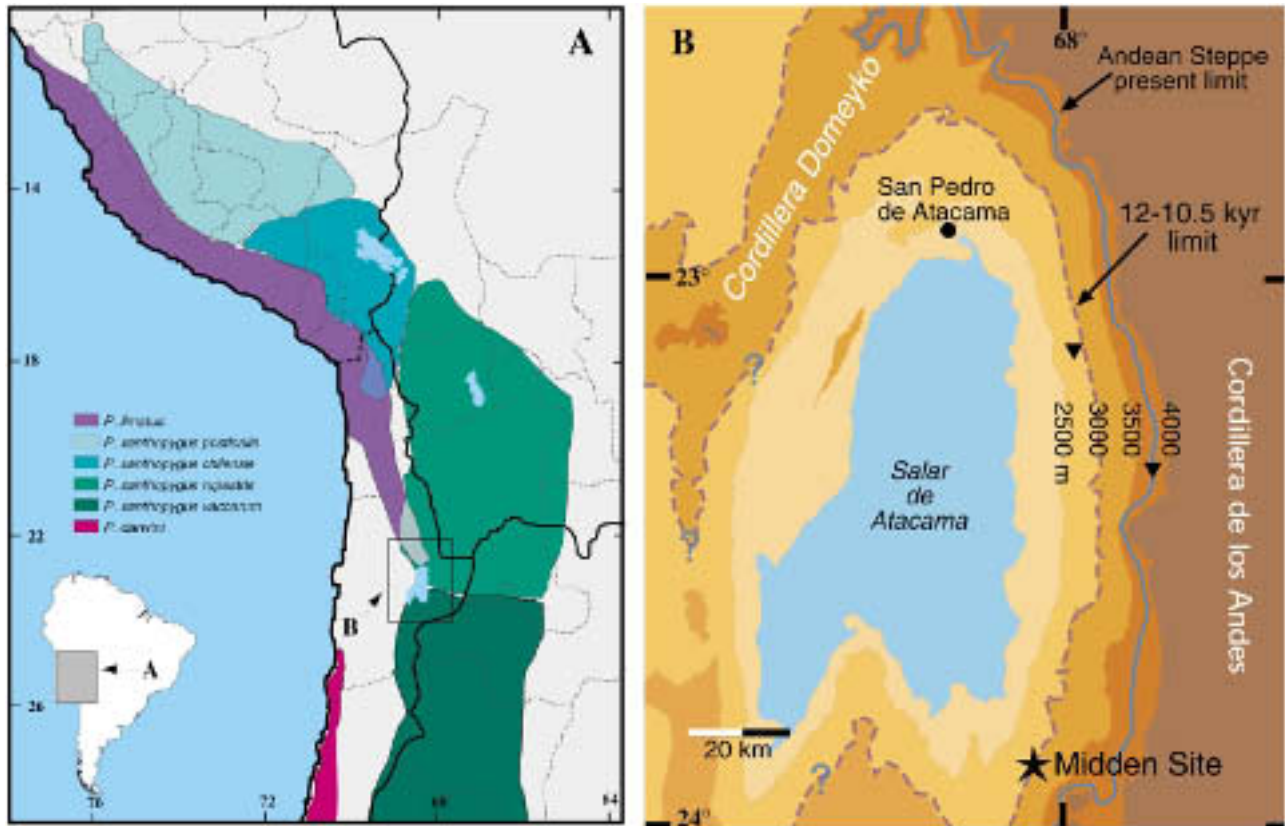 A
14
18
22
26
76
72
68
64
P. limatus
P. xanthopygus
P. xanthopygus chilensis
P. xanthopygus rupestris
P. xanthopygus vaccarum
P. darwini
B
A
B
68°
Andean Steppe
present limit
Cordillera Domeyko
San Pedro
de Atacama
12-10.5 kyr
limit
23°
?
2500 m
3000
3500
4000
Cordillera de los Andes
Salar
de
Atacama
?
20 km
?
Midden Site
24°